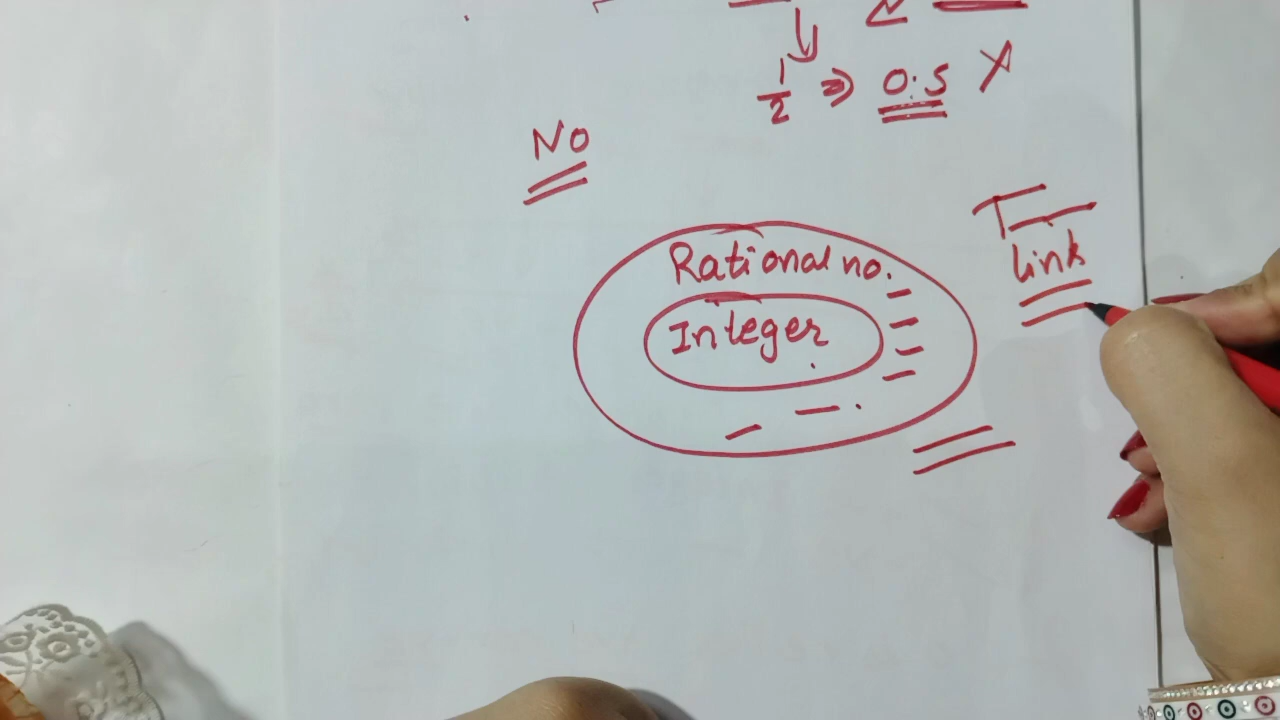 1/2 ⇒ 0.5 X
No
Rational no.
Integer
link